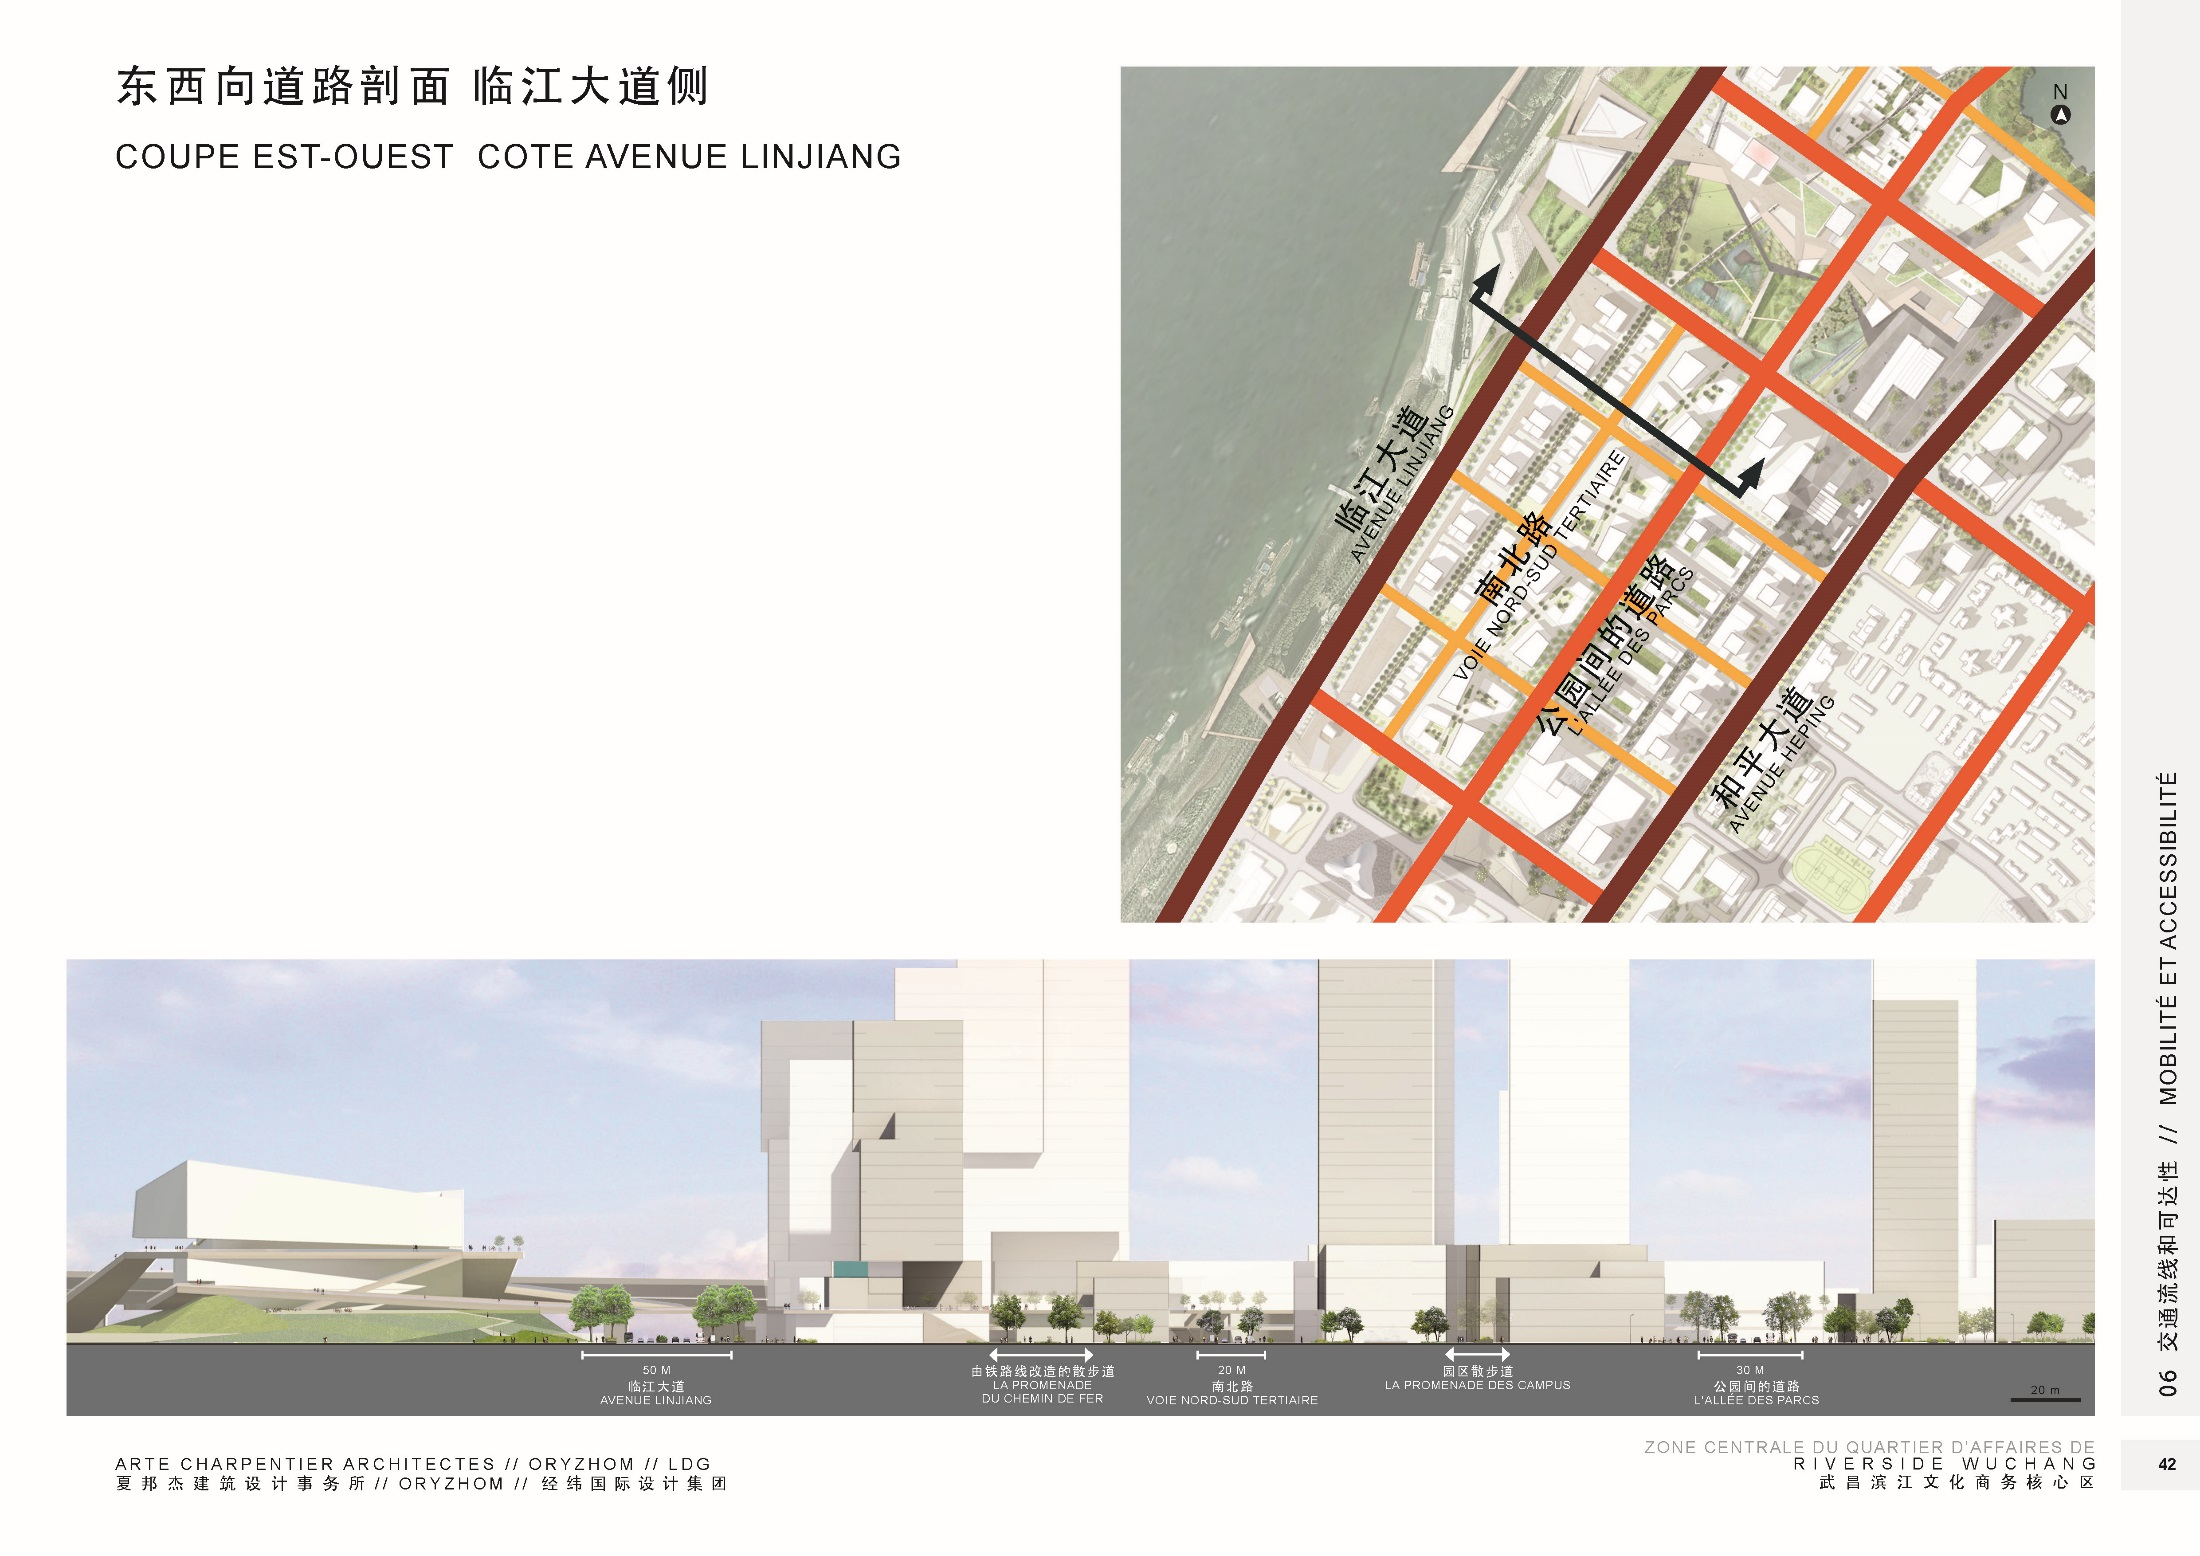 东西向道路剖面 临江大道侧
COUPE EST-OUEST COTE AVENUE LINJIANG
N
临江大道
AVENUE LINJIANG
南北路
VOIE NORD-SUD TERTIAIRE
公园间的道路
L'ALLÉE DES PARCS
和平大道
AVENUE HEPING
50 M
临江大道
AVENUE LINJIANG
由铁路线改造的散步道
LA PROMENADE
DU CHEMIN DE FER
20 M
南北路
VOIE NORD-SUD TERTIAIRE
园区散步道
LA PROMENADE DES CAMPUS
30 M
公园间的道路
L'ALLÉE DES PARCS
20 m
06 交通流线和可达性 // MOBILITÉ ET ACCESSIBILITÉ
ARTE CHARPENTIER ARCHITECTES // ORYZHOM // LDG
夏邦杰建筑设计事务所// ORYZHOM // 经纬国际设计集团
ZONE CENTRALE DU QUARTIER D'AFFAIRES DE
RIVERSIDE WUCHANG
武昌滨江文化商务核心区
42